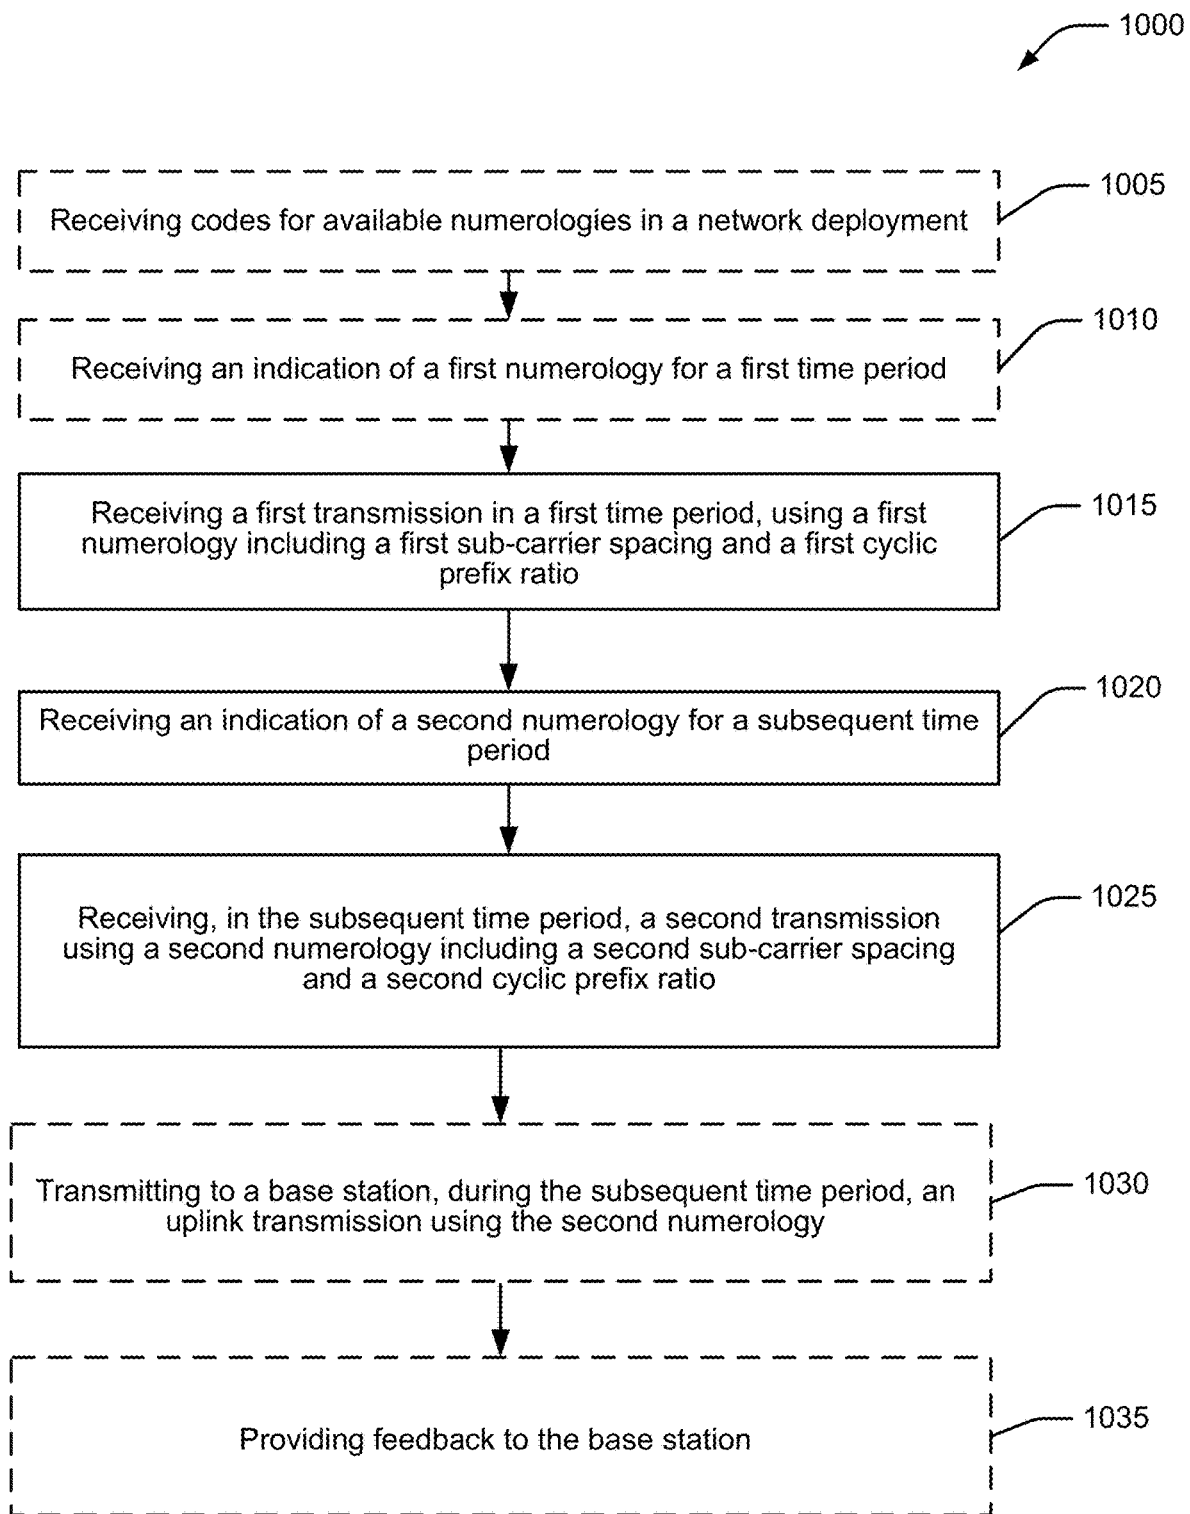 1000
1005
Receiving codes for available numerologies in a network deployment
1010
Receiving an indication of a first numerology for a first time period
1015
Receiving a first transmission in a first time period, using a first
numerology including a first sub-carrier spacing and a first cyclic
prefix ratio
1020
Receiving an indication of a second numerology for a subsequent time
period
1025
Receiving, in the subsequent time period, a second transmission
using a second numerology including a second sub-carrier spacing
and a second cyclic prefix ratio
1030
Transmitting to a base station, during the subsequent time period, an
uplink transmission using the second numerology
1035
Providing feedback to the base station